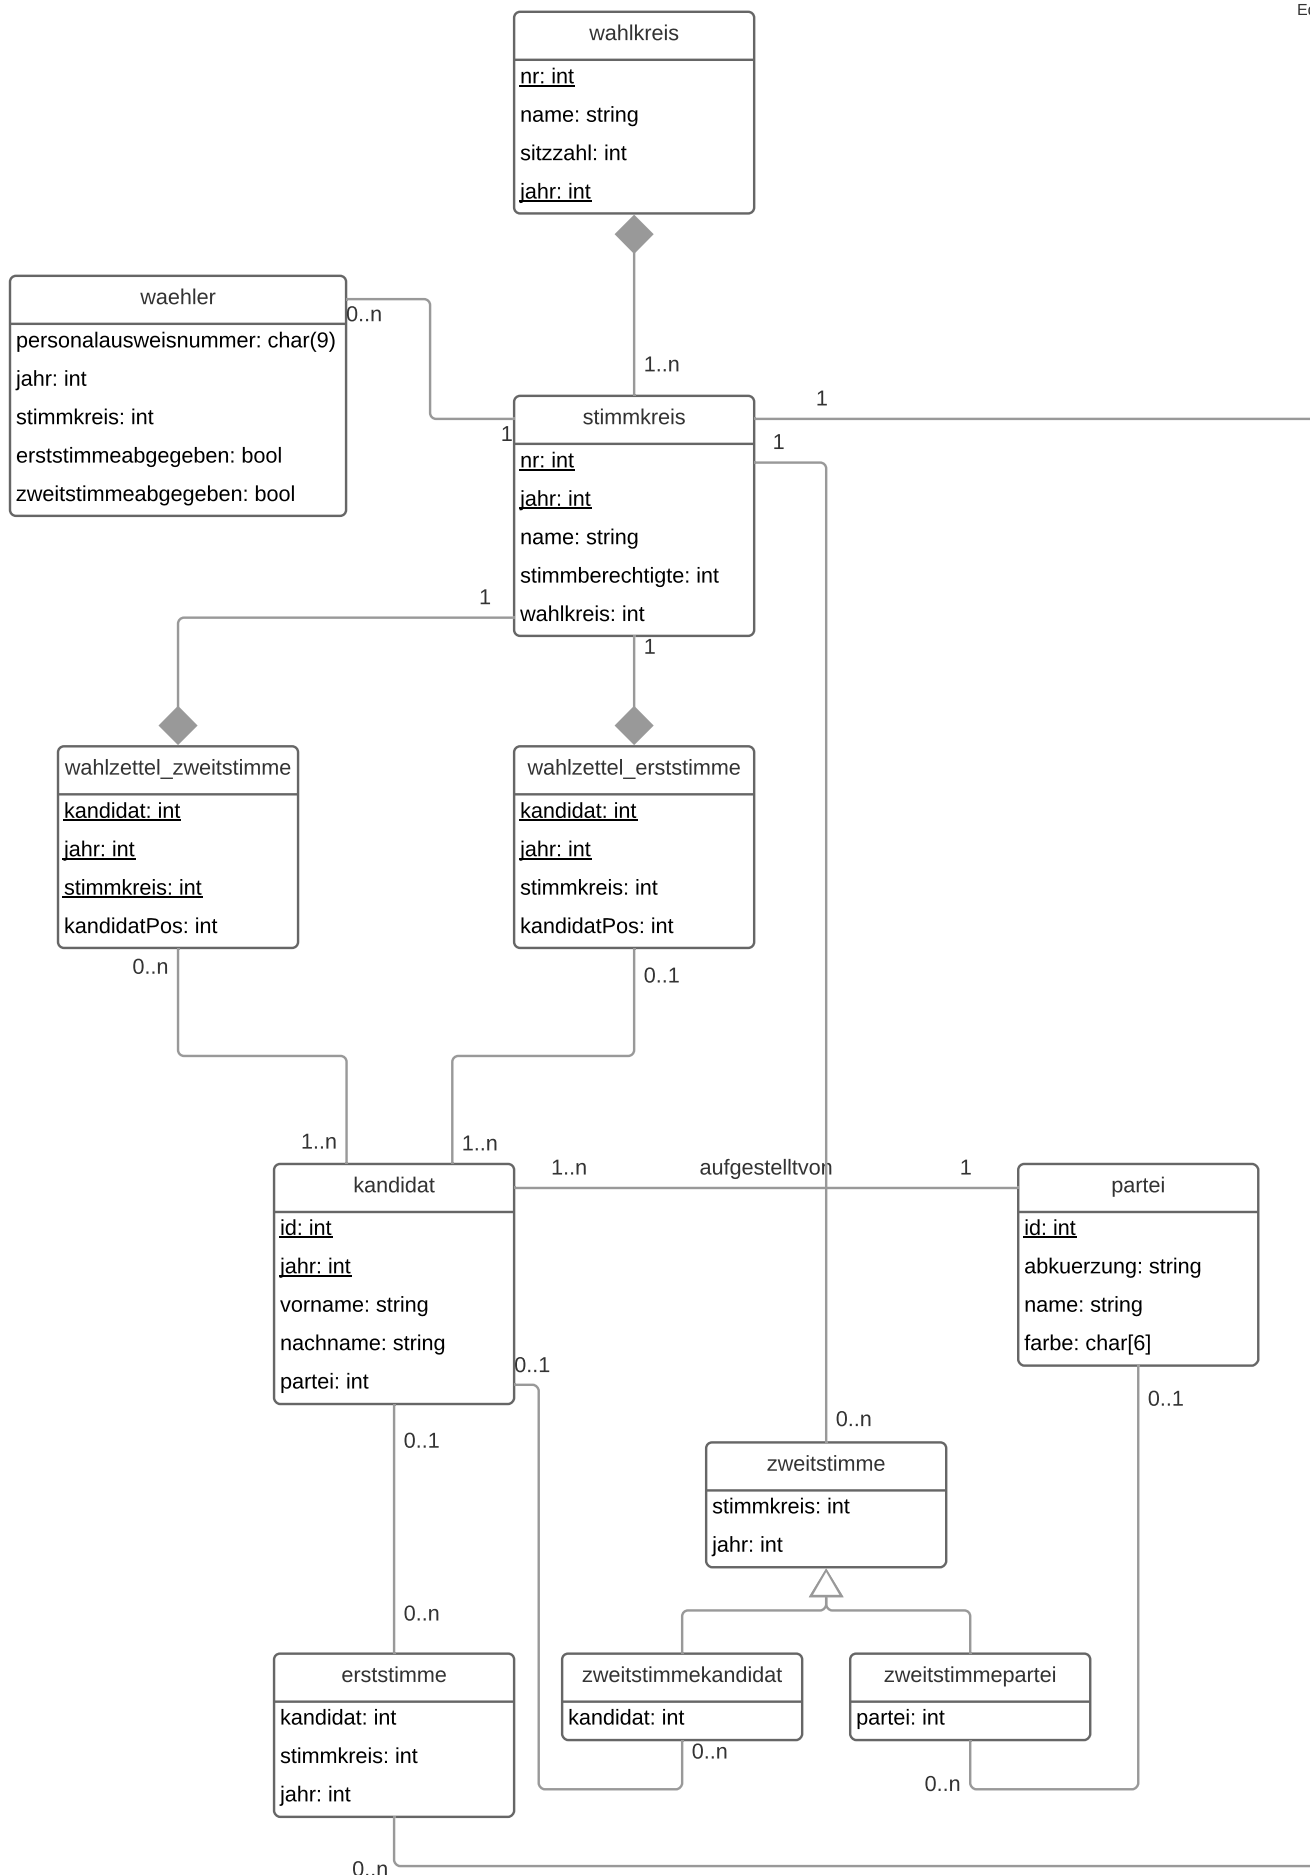 Ec
wahlkreis
nr: int
name: string
sitzzahl: int
jahr: int
waehler
0..n
personalausweisnummer: char(9)
jahr: int
stimmkreis: int
erststimmeabgegeben: bool
zweitstimmeabgegeben: bool
1..n
1
stimmkreis
1
1
nr: int
jahr: int
name: string
stimmberechtigte: int
wahlkreis: int
1
1
wahlzettel_zweitstimme
kandidat: int
jahr: int
stimmkreis: int
kandidatPos: int
0..n
wahlzettel_erststimme
kandidat: int
jahr: int
stimmkreis: int
kandidatPos: int
0..1
1..n
1..n
1..n
aufgestelltvon
1
kandidat
id: int
jahr: int
vorname: string
nachname: string
partei: int
0..1
0..1
partei
id: int
abkuerzung: string
name: string
farbe: char[6]
0..1
0..n
zweitstimme
stimmkreis: int
jahr: int
0..n
erststimme
kandidat: int
stimmkreis: int
jahr: int
0..n
zweitstimmekandidat
kandidat: int
0..n
zweitstimmepartei
partei: int
0..n